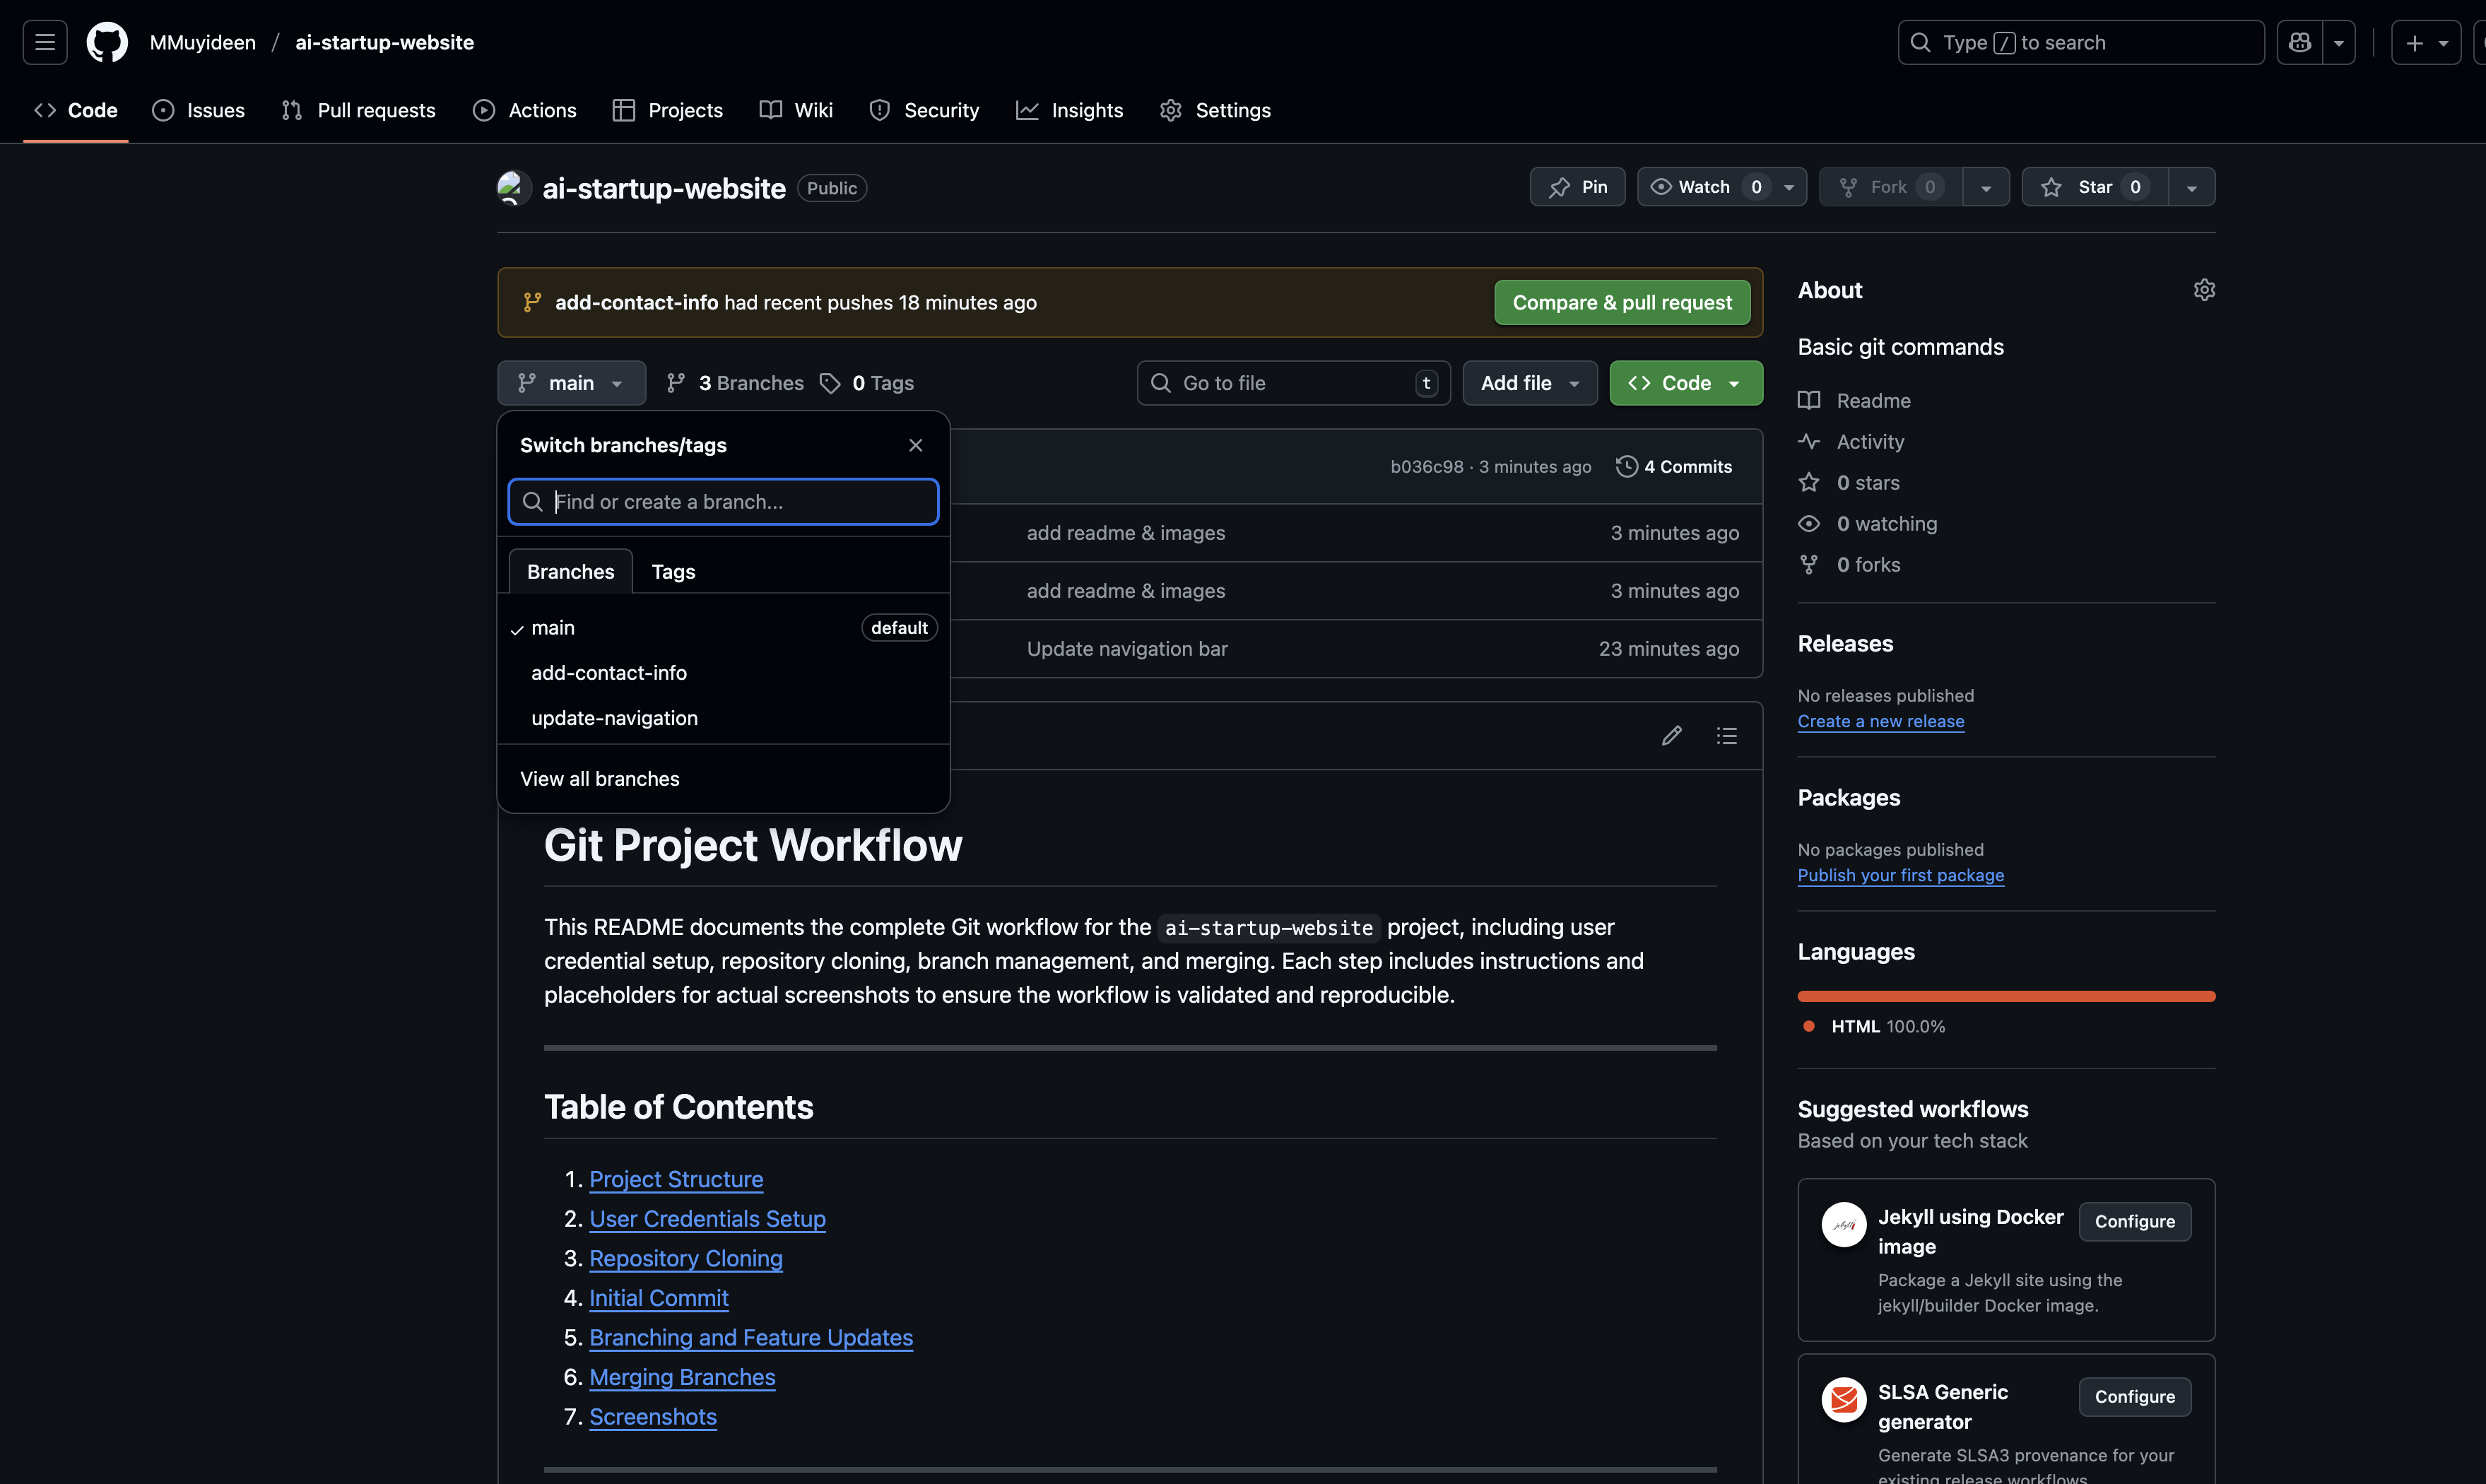 MMuyideen / ai-startup-website
Type / to search
Code Issues Pull requests Actions Projects Wiki Security Insights Settings
ai-startup-website Public
Pin Watch 0 Fork 0 Star 0
add-contact-info had recent pushes 18 minutes ago
Compare & pull request
main 3 Branches 0 Tags
Go to file t
Add file
Code
Switch branches/tags
Find or create a branch...
Branches Tags
main default
add-contact-info
update-navigation
View all branches
b036c98 · 3 minutes ago 4 Commits
add readme & images 3 minutes ago
add readme & images 3 minutes ago
Update navigation bar 23 minutes ago
Git Project Workflow
This README documents the complete Git workflow for the ai-startup-website project, including user
credential setup, repository cloning, branch management, and merging. Each step includes instructions and
placeholders for actual screenshots to ensure the workflow is validated and reproducible.
Table of Contents
1. Project Structure
2. User Credentials Setup
3. Repository Cloning
4. Initial Commit
5. Branching and Feature Updates
6. Merging Branches
7. Screenshots
About
Basic git commands
Readme
Activity
0 stars
0 watching
0 forks
Releases
No releases published
Create a new release
Packages
No packages published
Publish your first package
Languages
HTML 100.0%
Suggested workflows
Based on your tech stack
jekyll
Jekyll using Docker
image
Configure
Package a Jekyll site using the
jekyll/builder Docker image.
SLSA Generic
generator
Configure
Generate SLSA3 provenance for your
existing release workflows